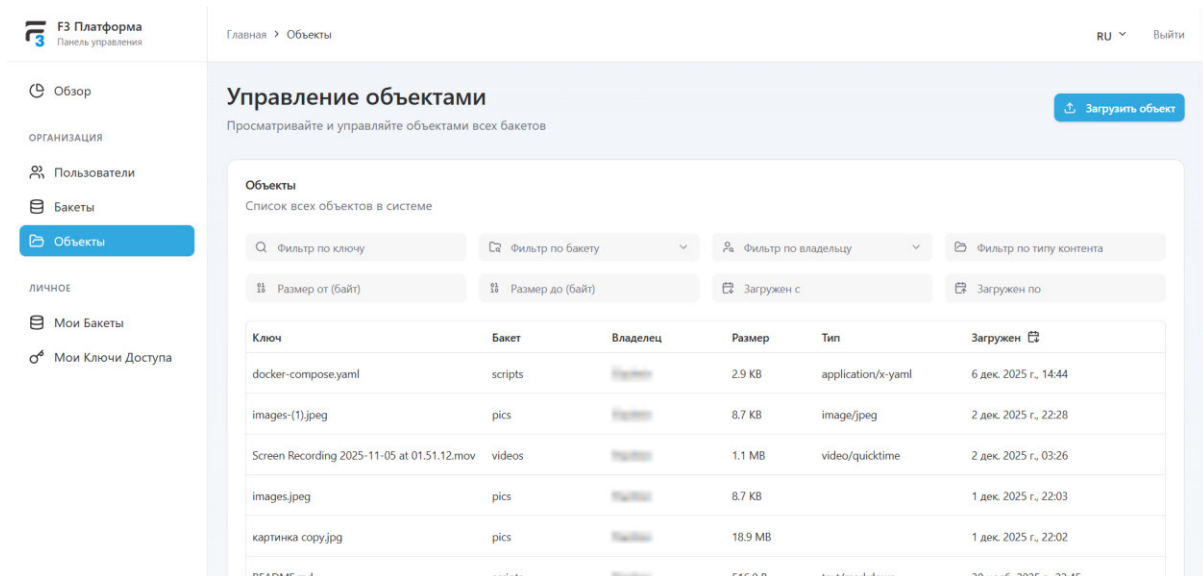 F3 Платформа
Панель управления
Главная > Объекты
RU
Выйти
Обзор
ОРГАНИЗАЦИЯ
Пользователи
Бакеты
Объекты
ЛИЧНОЕ
Мои Бакеты
Мои Ключи Доступа
Управление объектами
Просматривайте и управляйте объектами всех бакетов
Загрузить объект
Объекты
Список всех объектов в системе
Фильтр по ключу Фильтр по бакету Фильтр по владельцу Фильтр по типу контента
Размер от (байт) Размер до (байт) Загружен с Загружен по
Ключ Бакет Владелец Размер Тип Загружен
docker-compose.yaml scripts 2.9 KB application/x-yaml 6 дек. 2025 г., 14:44
images-(1).jpeg pics 8.7 KB image/jpeg 2 дек. 2025 г., 22:28
Screen Recording 2025-11-05 at 01.51.12.mov videos 1.1 MB video/quicktime 2 дек. 2025 г., 03:26
images.jpeg pics 8.7 KB 1 дек. 2025 г., 22:03
картинка copy.jpg pics 18.9 MB 1 дек. 2025 г., 22:02